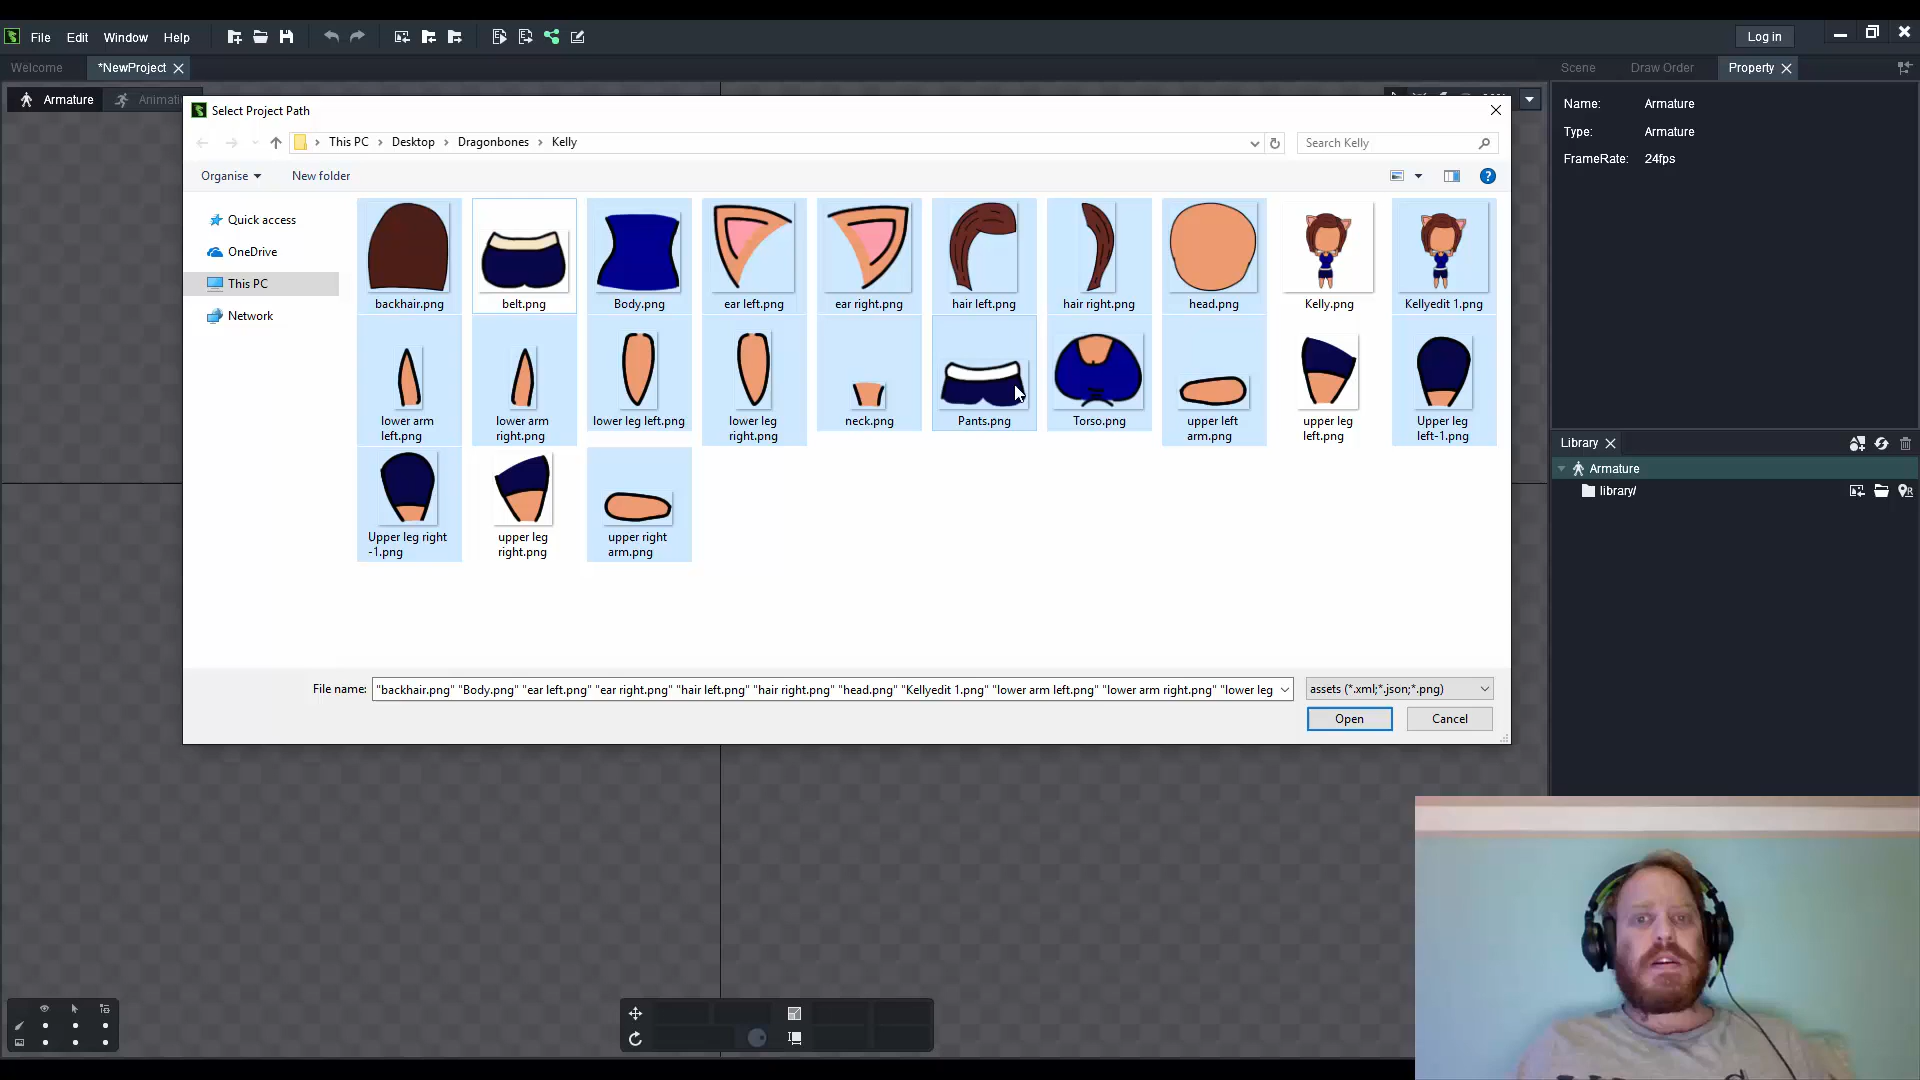 File Edit Window Help
Log in
Welcome *NewProject
Scene Draw Order Property
Armature Animati
Select Project Path
Name: Armature
Type: Armature
FrameRate: 24fps
This PC Desktop Dragonbones Kelly
Search Kelly
Organise New folder
Quick access
OneDrive
This PC
Network
backhair.png belt.png Body.png ear left.png ear right.png hair left.png hair right.png head.png Kelly.png Kellyedit 1.png
lower arm left.png
lower arm right.png
lower leg left.png
lower leg right.png
neck.png
Pants.png
Torso.png
upper left arm.png
upper leg left.png
Upper leg left-1.png
Upper leg right -1.png
upper leg right.png
upper right arm.png
Library
Armature
library/
File name: "backhair.png" "Body.png" "ear left.png" "ear right.png" "hair left.png" "hair right.png" "head.png" "Kellyedit 1.png" "lower arm left.png" "lower arm right.png" "lower leg
assets (*.xml;*.json;*.png)
Open Cancel